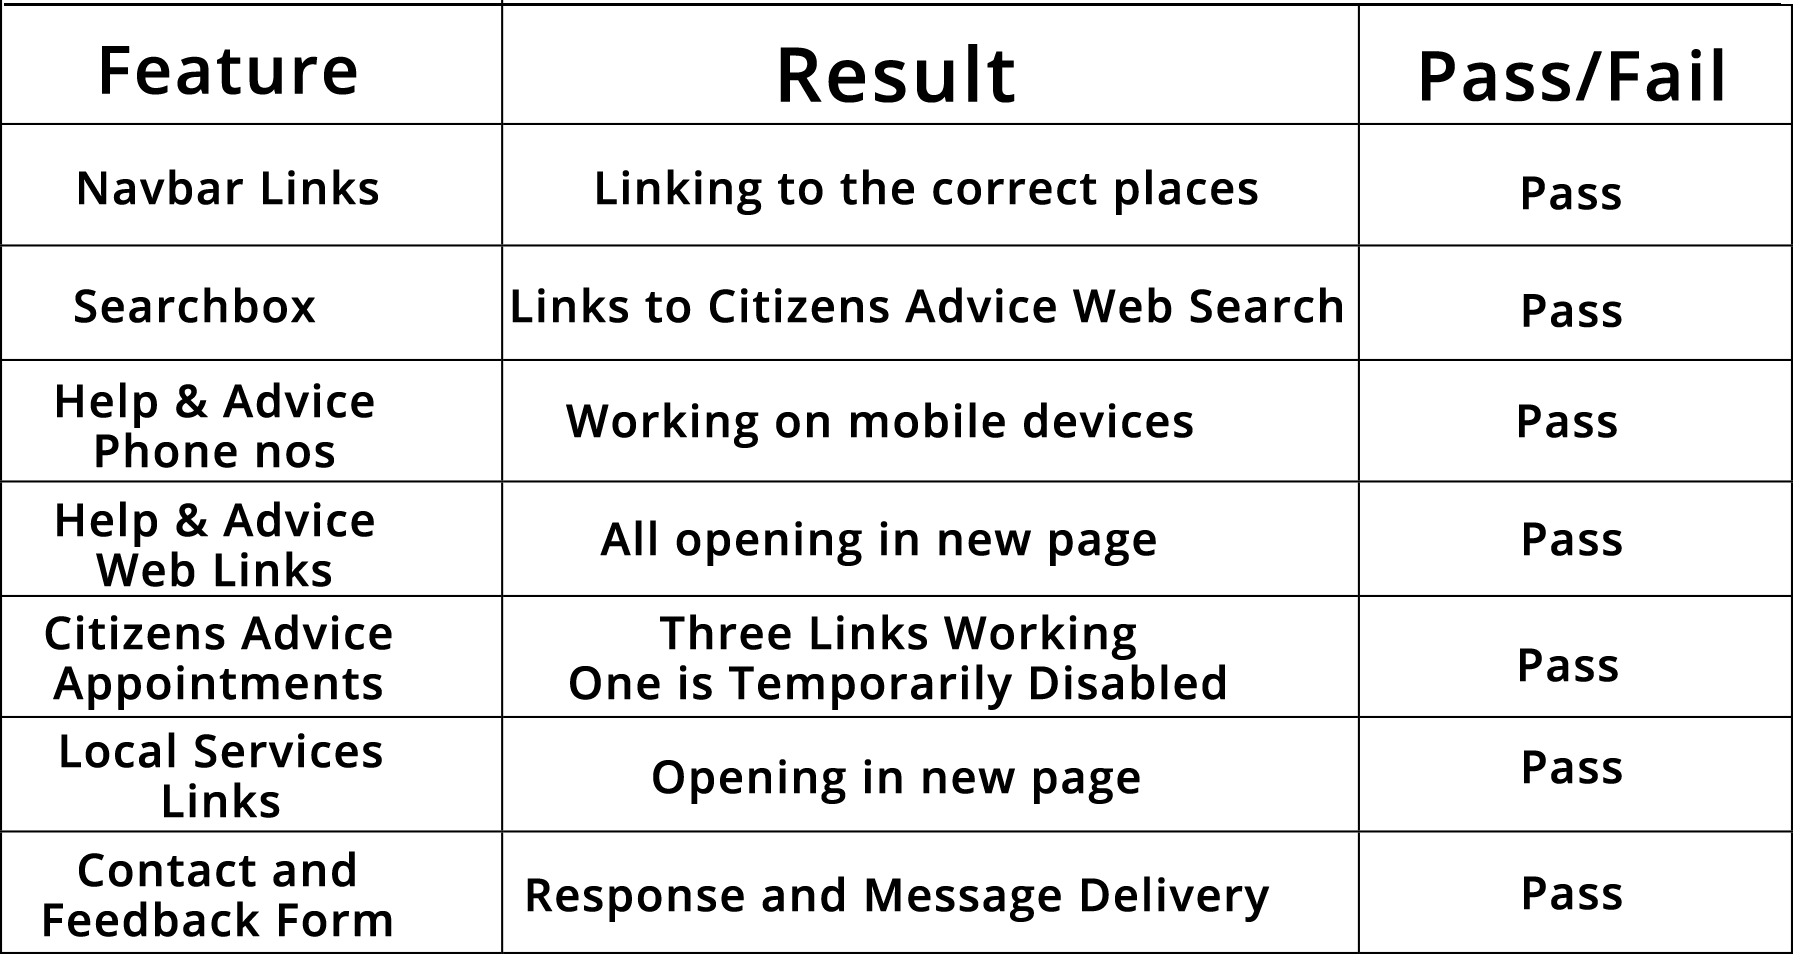 Feature Result Pass/Fail
Navbar Links Linking to the correct places Pass
Searchbox Links to Citizens Advice Web Search Pass
Help & Advice
Phone nos
Working on mobile devices Pass
Help & Advice
Web Links
All opening in new page Pass
Citizens Advice
Appointments
Three Links Working
One is Temporarily Disabled
Pass
Local Services
Links
Opening in new page Pass
Contact and
Feedback Form
Response and Message Delivery Pass